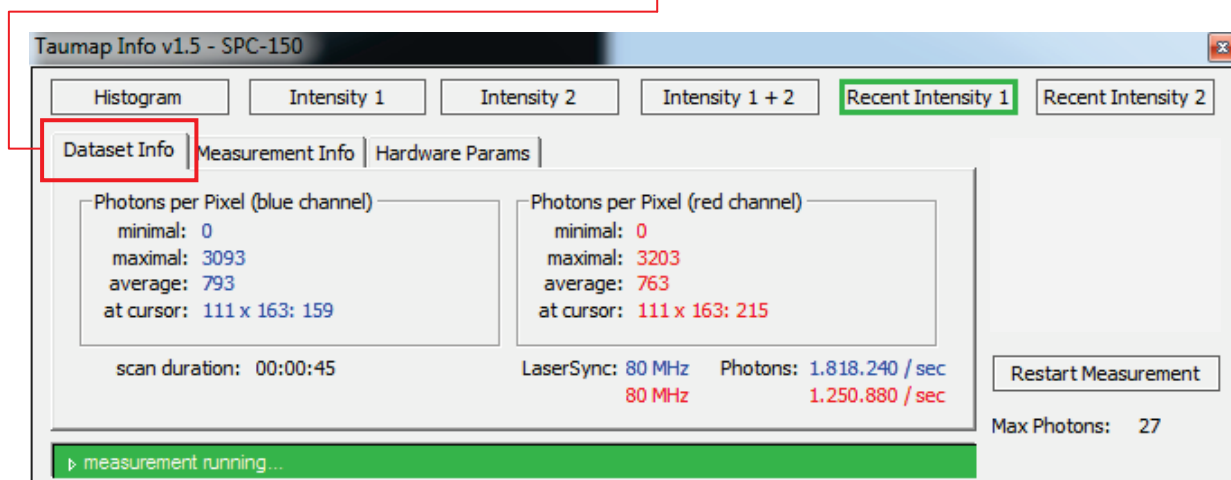 Taumap Info v1.5 - SPC-150
Histogram Intensity 1 Intensity 2 Intensity 1 + 2 Recent Intensity 1 Recent Intensity 2
Dataset Info Measurement Info Hardware Params
Photons per Pixel (blue channel) Photons per Pixel (red channel)
minimal: 0 minimal: 0
maximal: 3093 maximal: 3203
average: 793 average: 763
at cursor: 111 x 163: 159 at cursor: 111 x 163: 215
scan duration: 00:00:45 LaserSync: 80 MHz Photons: 1.818.240 / sec
Restart Measurement
80 MHz 1.250.880 / sec
Max Photons: 27
measurement running...